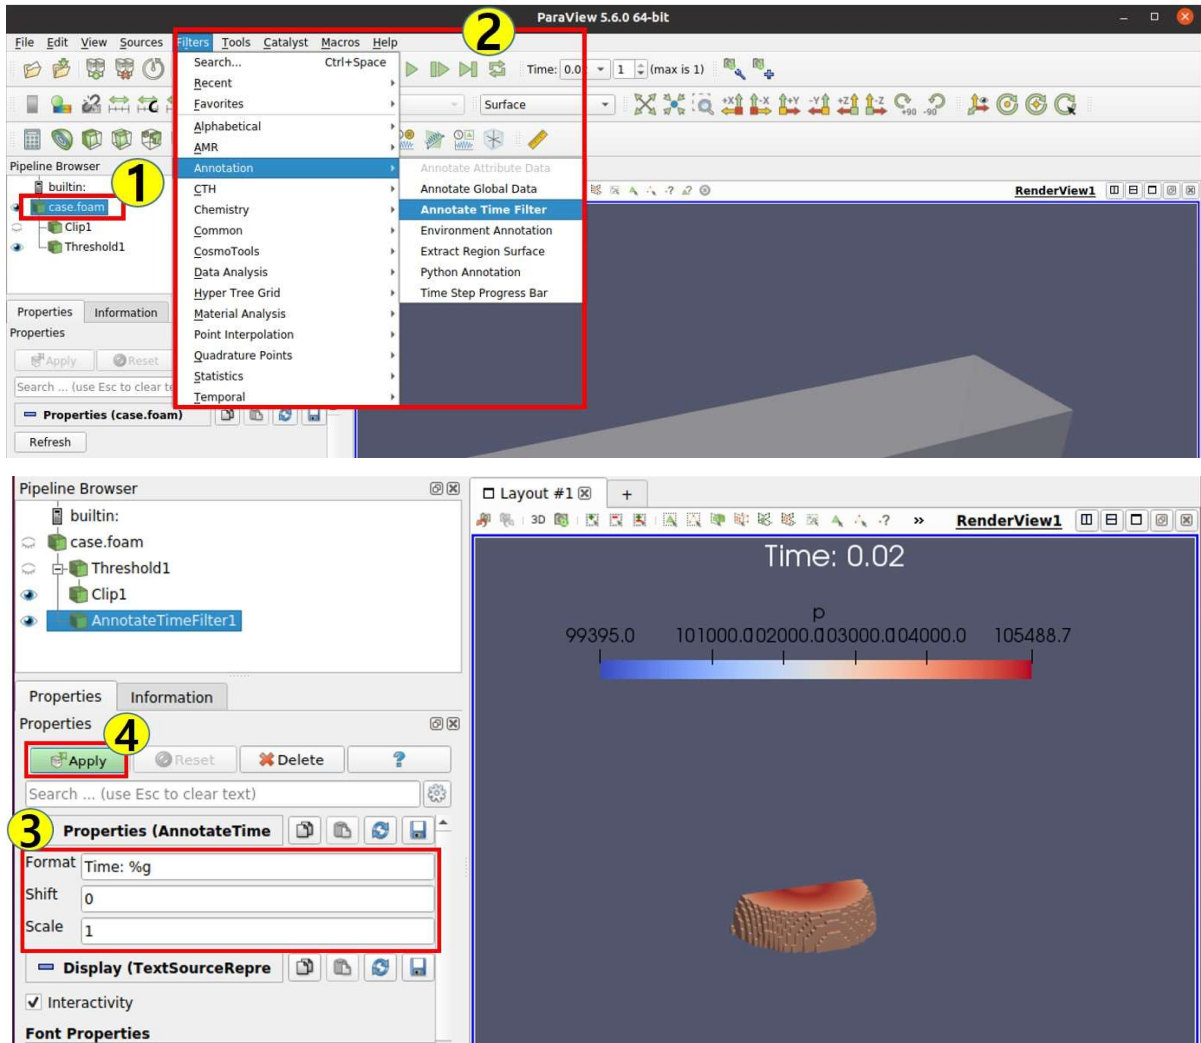 ParaView 5.6.0 64-bit
File Edit View Sources Filters Tools Catalyst Macros Help
2
Search... Ctrl+Space
Time: 0.0 1 (max is 1)
Recent
Favorites
Surface
+X -X +Y -Y +Z -Z +90 -90
Alphabetical
AMR
Pipeline Browser
1
Annotation
Annotate Attribute Data
builtin:
CTH
Annotate Global Data
RenderView1
case.foam
Chemistry
Annotate Time Filter
Clip1
Common
Environment Annotation
Threshold1
CosmoTools
Extract Region Surface
Data Analysis
Python Annotation
Hyper Tree Grid
Time Step Progress Bar
Properties Information
Material Analysis
Properties
Point Interpolation
Apply Reset
Quadrature Points
Search ... (use Esc to clear te
Statistics
Temporal
Properties (case.foam)
Refresh
Pipeline Browser
Layout #1 +
builtin:
3D
RenderView1
case.foam
Threshold1
Clip1
AnnotateTimeFilter1
Time: 0.02
p
99395.0 101000.0 102000.0 103000.0 104000.0 105488.7
Properties Information
Properties
4
Apply Reset Delete ?
Search ... (use Esc to clear text)
3
Properties (AnnotateTime
Format Time: %g
Shift 0
Scale 1
Display (TextSourceRepre
Interactivity
Font Properties